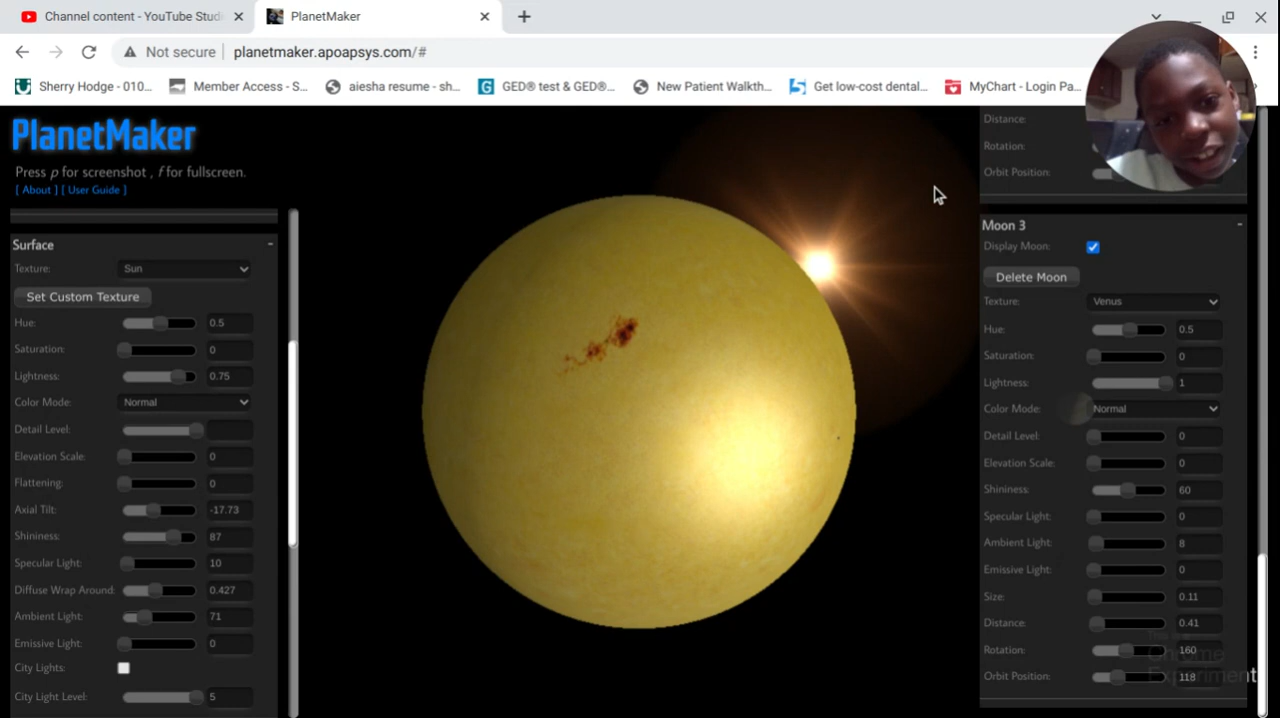 Channel content - YouTube Studi
PlanetMaker
Not secure planetmaker.apoapsys.com/#
Sherry Hodge - 010... Member Access - S... aiesha resume - sh... GED® test & GED®... New Patient Walkth... Get low-cost dental... MyChart - Login Pa...
PlanetMaker
Press p for screenshot , f for fullscreen.
[ About ] [ User Guide ]
Surface -
Texture: Sun
Set Custom Texture
Hue: 0.5
Saturation: 0
Lightness: 0.75
Color Mode: Normal
Detail Level:
Elevation Scale: 0
Flattening: 0
Axial Tilt: -17.73
Shininess: 87
Specular Light: 10
Diffuse Wrap Around: 0.427
Ambient Light: 71
Emissive Light: 0
City Lights:
City Light Level: 5
Distance:
Rotation:
Orbit Position:
Moon 3 -
Display Moon:
Delete Moon
Texture: Venus
Hue: 0.5
Saturation: 0
Lightness: 1
Color Mode: Normal
Detail Level: 0
Elevation Scale: 0
Shininess: 60
Specular Light: 0
Ambient Light: 8
Emissive Light: 0
Size: 0.11
Distance: 0.41
Rotation: 160
Orbit Position: 118
This is a
Chrome
Experiment